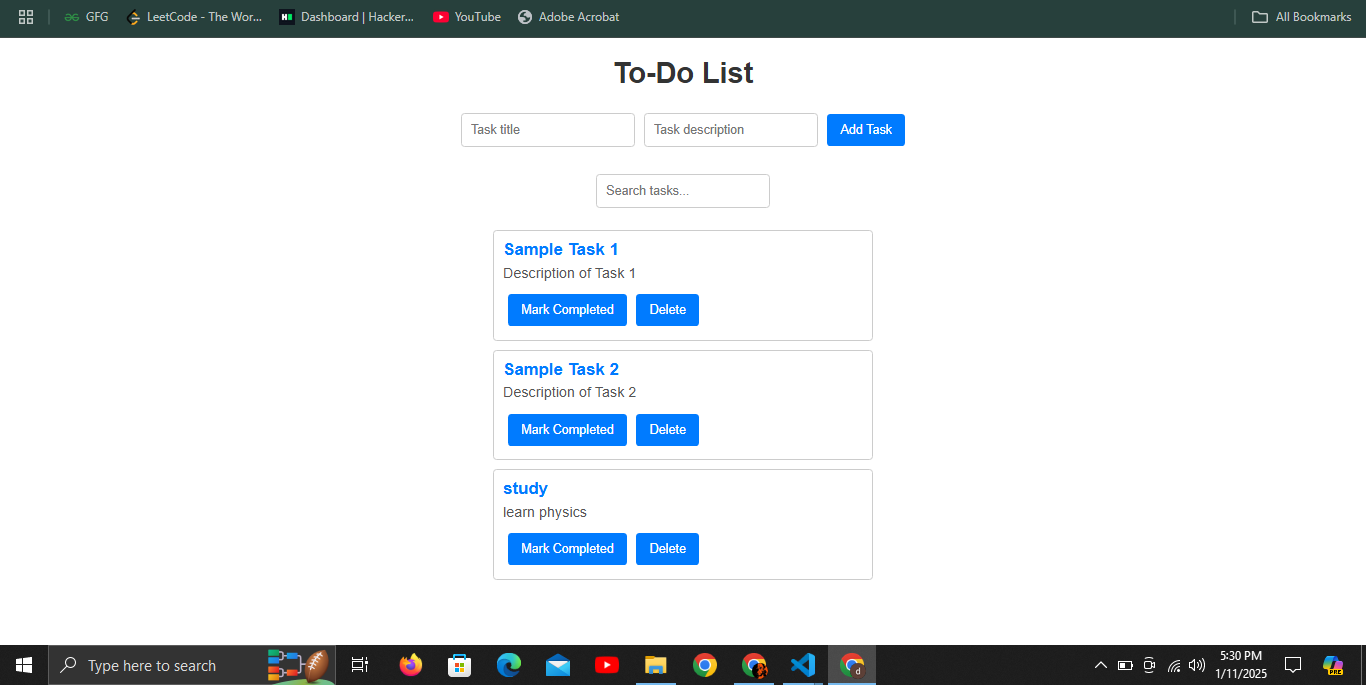 GFG LeetCode - The Wor... Dashboard | Hacker... YouTube Adobe Acrobat All Bookmarks
To-Do List
Task title Task description Add Task
Search tasks...
Sample Task 1
Description of Task 1
Mark Completed Delete
Sample Task 2
Description of Task 2
Mark Completed Delete
study
learn physics
Mark Completed Delete
Type here to search
5:30 PM
1/11/2025